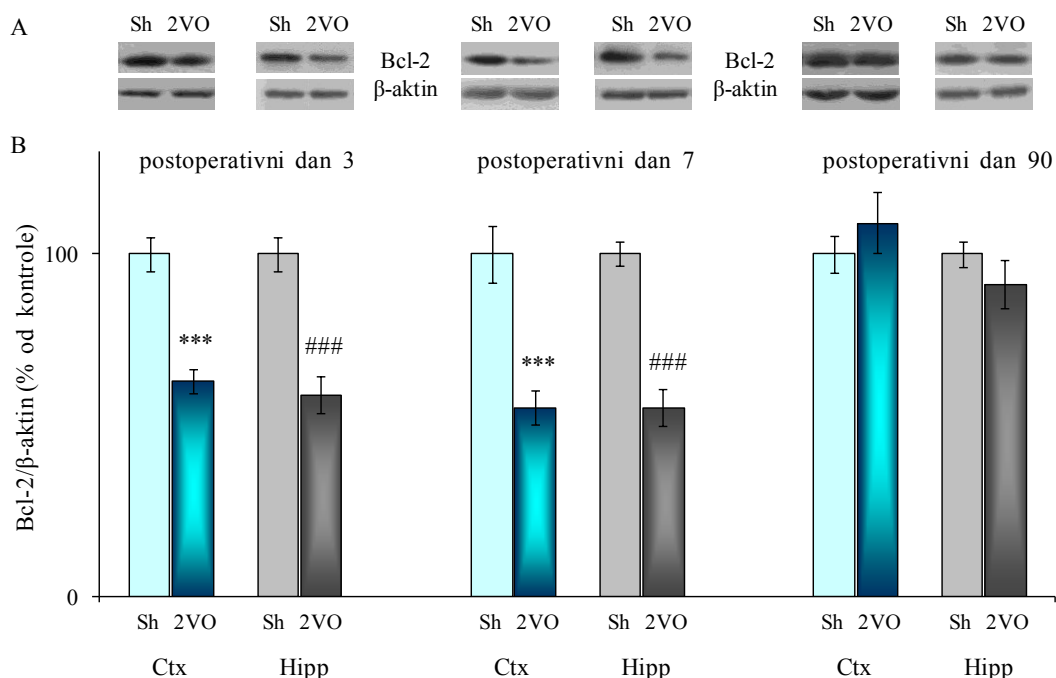 A
Sh 2VO Sh 2VO Sh 2VO Sh 2VO Sh 2VO Sh 2VO
Bcl-2 Bcl-2
β-aktin β-aktin
B
postoperativni dan 3 postoperativni dan 7 postoperativni dan 90
Bcl-2/β-aktin (% od kontrole)
100
*** ### *** ###
0
Sh 2VO Sh 2VO Sh 2VO Sh 2VO Sh 2VO Sh 2VO
Ctx Hipp Ctx Hipp Ctx Hipp